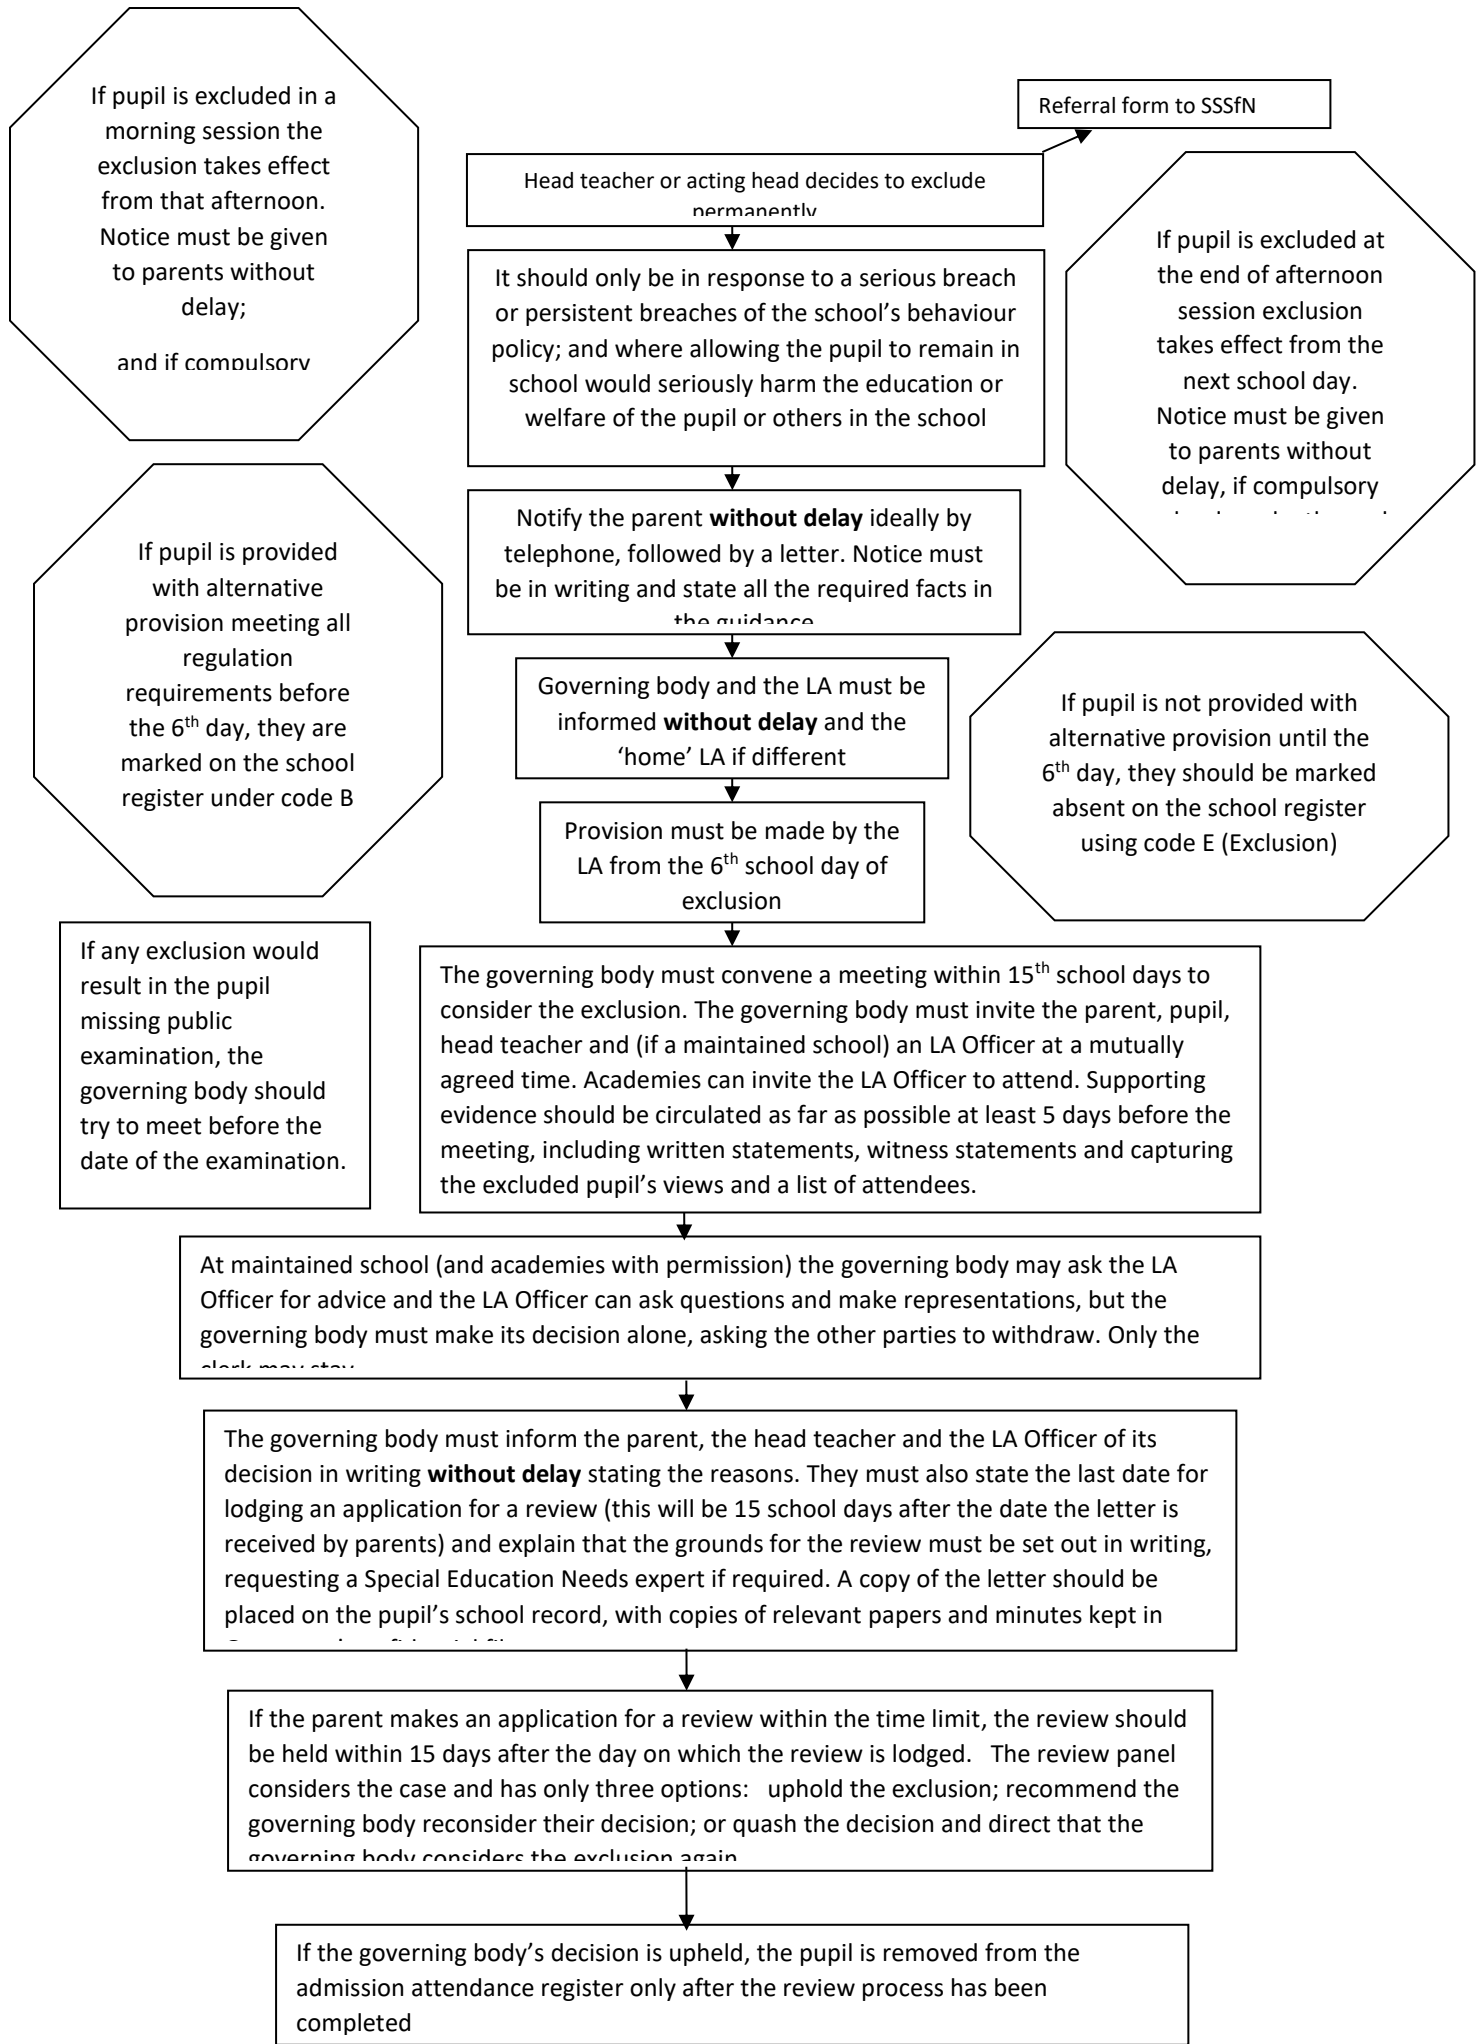 If pupil is excluded in a
morning session the
exclusion takes effect
from that afternoon.
Notice must be given
to parents without
delay;
and if compulsory
Referral form to SSSfN
Head teacher or acting head decides to exclude
permanently
It should only be in response to a serious breach
or persistent breaches of the school’s behaviour
policy; and where allowing the pupil to remain in
school would seriously harm the education or
welfare of the pupil or others in the school
If pupil is excluded at
the end of afternoon
session exclusion
takes effect from the
next school day.
Notice must be given
to parents without
delay, if compulsory
Notify the parent without delay ideally by
telephone, followed by a letter. Notice must
be in writing and state all the required facts in
the guidance
If pupil is provided
with alternative
provision meeting all
regulation
requirements before
the 6th day, they are
marked on the school
register under code B
Governing body and the LA must be
informed without delay and the
‘home’ LA if different
If pupil is not provided with
alternative provision until the
6th day, they should be marked
absent on the school register
using code E (Exclusion)
Provision must be made by the
LA from the 6th school day of
exclusion
If any exclusion would
result in the pupil
missing public
examination, the
governing body should
try to meet before the
date of the examination.
The governing body must convene a meeting within 15th school days to
consider the exclusion. The governing body must invite the parent, pupil,
head teacher and (if a maintained school) an LA Officer at a mutually
agreed time. Academies can invite the LA Officer to attend. Supporting
evidence should be circulated as far as possible at least 5 days before the
meeting, including written statements, witness statements and capturing
the excluded pupil’s views and a list of attendees.
At maintained school (and academies with permission) the governing body may ask the LA
Officer for advice and the LA Officer can ask questions and make representations, but the
governing body must make its decision alone, asking the other parties to withdraw. Only the
clerk may stay
The governing body must inform the parent, the head teacher and the LA Officer of its
decision in writing without delay stating the reasons. They must also state the last date for
lodging an application for a review (this will be 15 school days after the date the letter is
received by parents) and explain that the grounds for the review must be set out in writing,
requesting a Special Education Needs expert if required. A copy of the letter should be
placed on the pupil’s school record, with copies of relevant papers and minutes kept in
If the parent makes an application for a review within the time limit, the review should
be held within 15 days after the day on which the review is lodged. The review panel
considers the case and has only three options: uphold the exclusion; recommend the
governing body reconsider their decision; or quash the decision and direct that the
governing body considers the exclusion again
If the governing body’s decision is upheld, the pupil is removed from the
admission attendance register only after the review process has been
completed